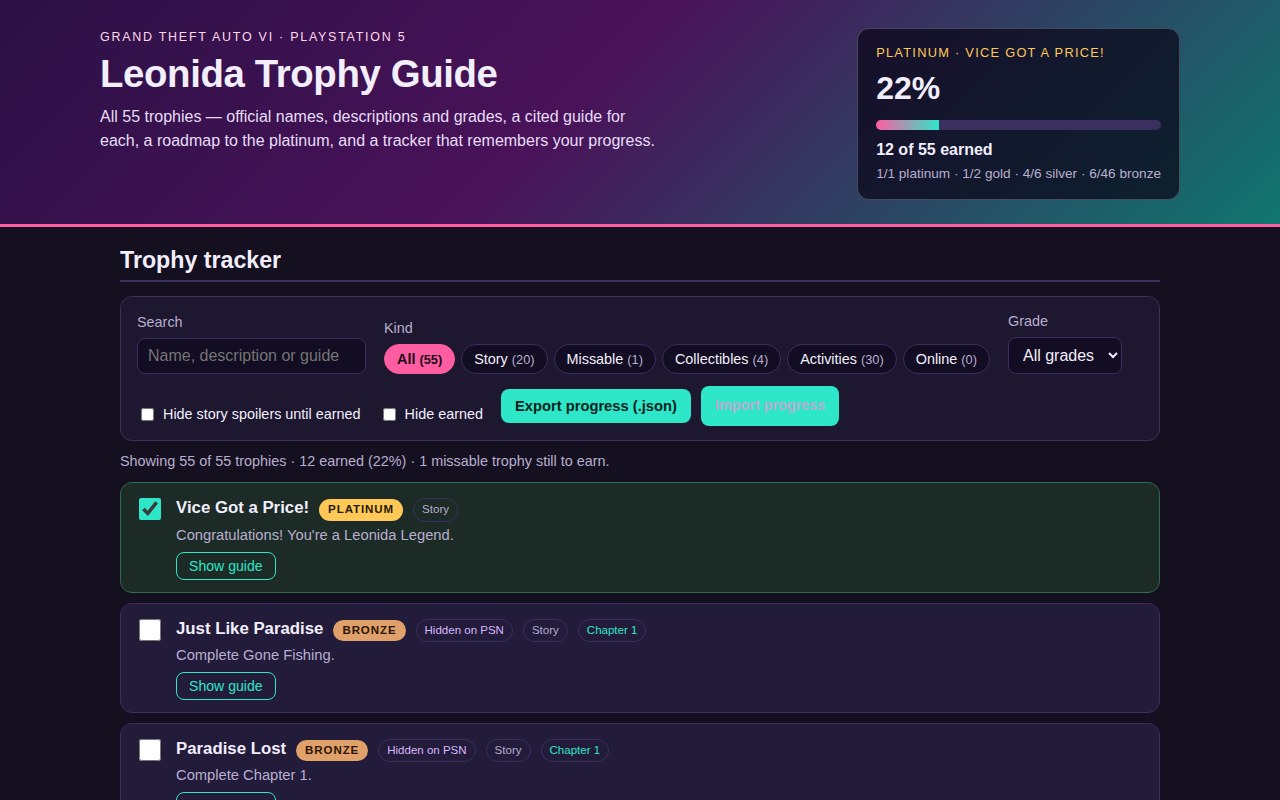 GRAND THEFT AUTO VI · PLAYSTATION 5
Leonida Trophy Guide
All 55 trophies — official names, descriptions and grades, a cited guide for
each, a roadmap to the platinum, and a tracker that remembers your progress.
PLATINUM · VICE GOT A PRICE!
22%
12 of 55 earned
1/1 platinum · 1/2 gold · 4/6 silver · 6/46 bronze
Trophy tracker
Search
Name, description or guide
Kind
All (55) Story (20) Missable (1) Collectibles (4) Activities (30) Online (0)
Grade
All grades
Hide story spoilers until earned Hide earned Export progress (.json) Import progress
Showing 55 of 55 trophies · 12 earned (22%) · 1 missable trophy still to earn.
Vice Got a Price! PLATINUM Story
Congratulations! You're a Leonida Legend.
Show guide
Just Like Paradise BRONZE Hidden on PSN Story Chapter 1
Complete Gone Fishing.
Show guide
Paradise Lost BRONZE Hidden on PSN Story Chapter 1
Complete Chapter 1.